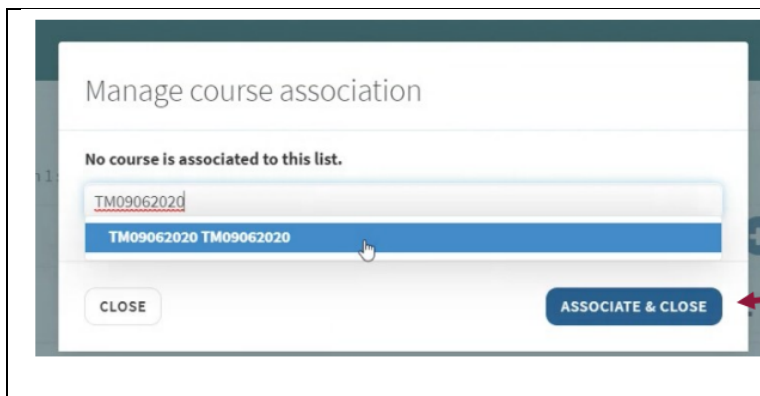 Manage course association
No course is associated to this list.
TM09062020
TM09062020 TM09062020
CLOSE
ASSOCIATE & CLOSE